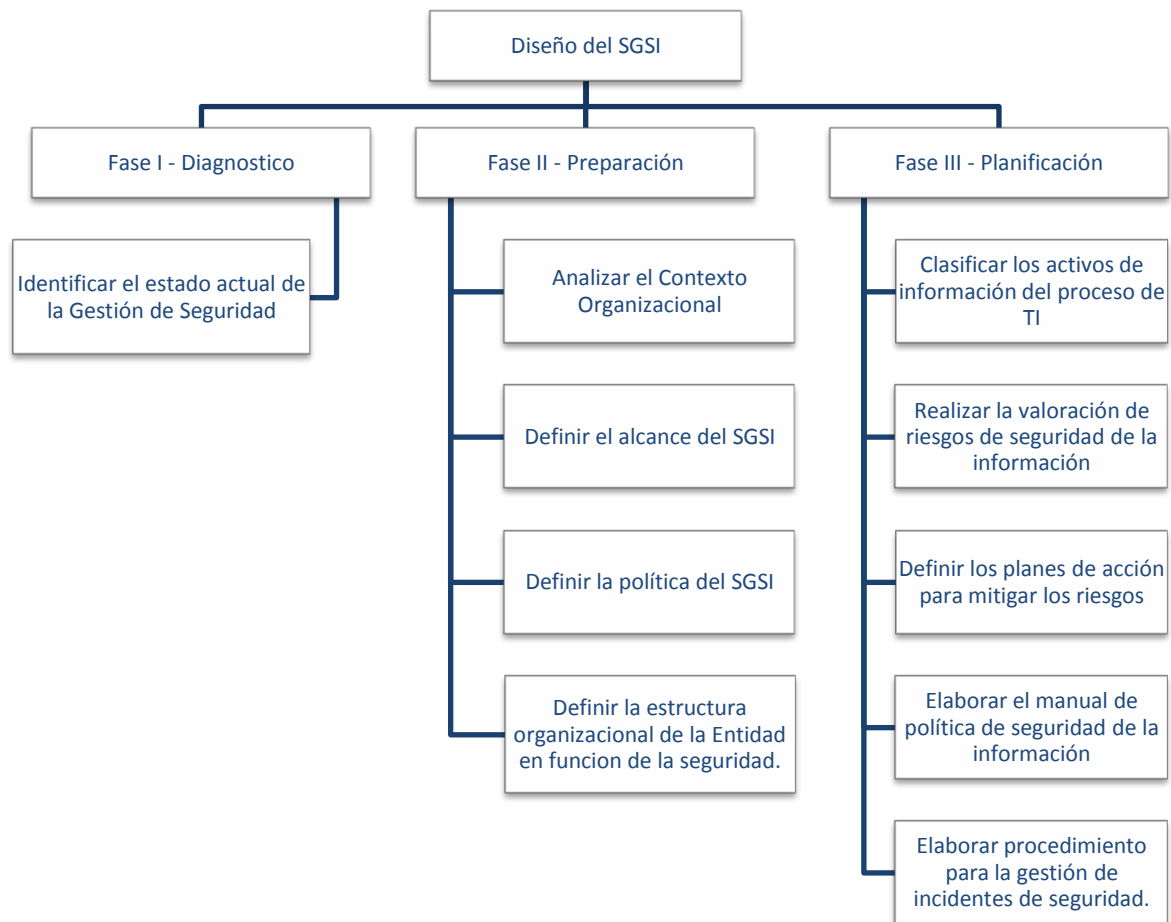 Diseño del SGSI
Fase I - Diagnostico
Identificar el estado actual de
la Gestión de Seguridad
Fase II - Preparación
Analizar el Contexto
Organizacional
Definir el alcance del SGSI
Definir la política del SGSI
Definir la estructura
organizacional de la Entidad
en funcion de la seguridad.
Fase III - Planificación
Clasificar los activos de
información del proceso de
TI
Realizar la valoración de
riesgos de seguridad de la
información
Definir los planes de acción
para mitigar los riesgos
Elaborar el manual de
política de seguridad de la
información
Elaborar procedimiento
para la gestión de
incidentes de seguridad.